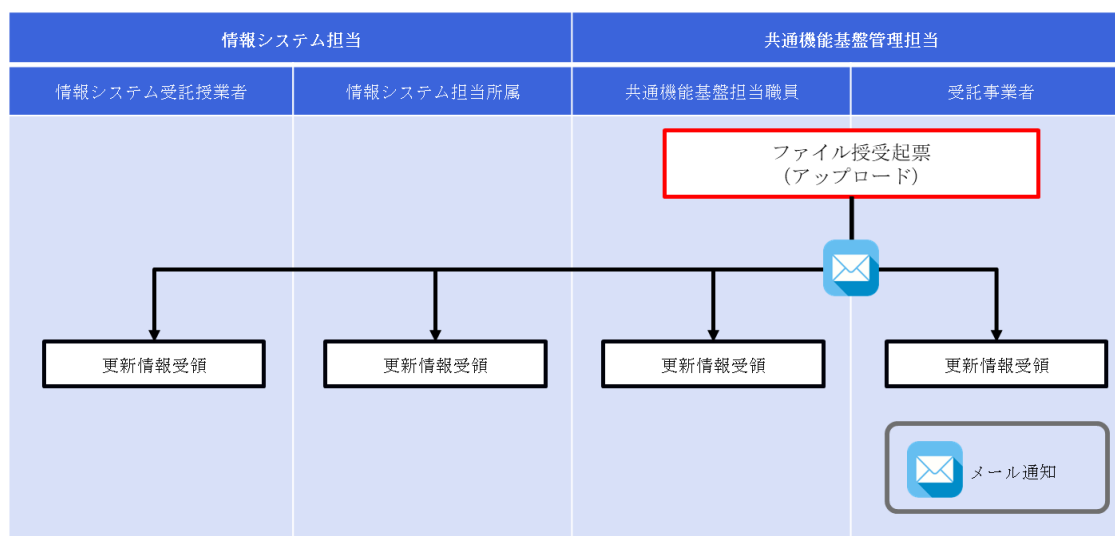 情報システム担当
共通機能基盤管理担当
情報システム受託授業者
情報システム担当所属
共通機能基盤担当職員
受託事業者
ファイル授受起票
（アップロード）
更新情報受領
更新情報受領
更新情報受領
更新情報受領
メール通知